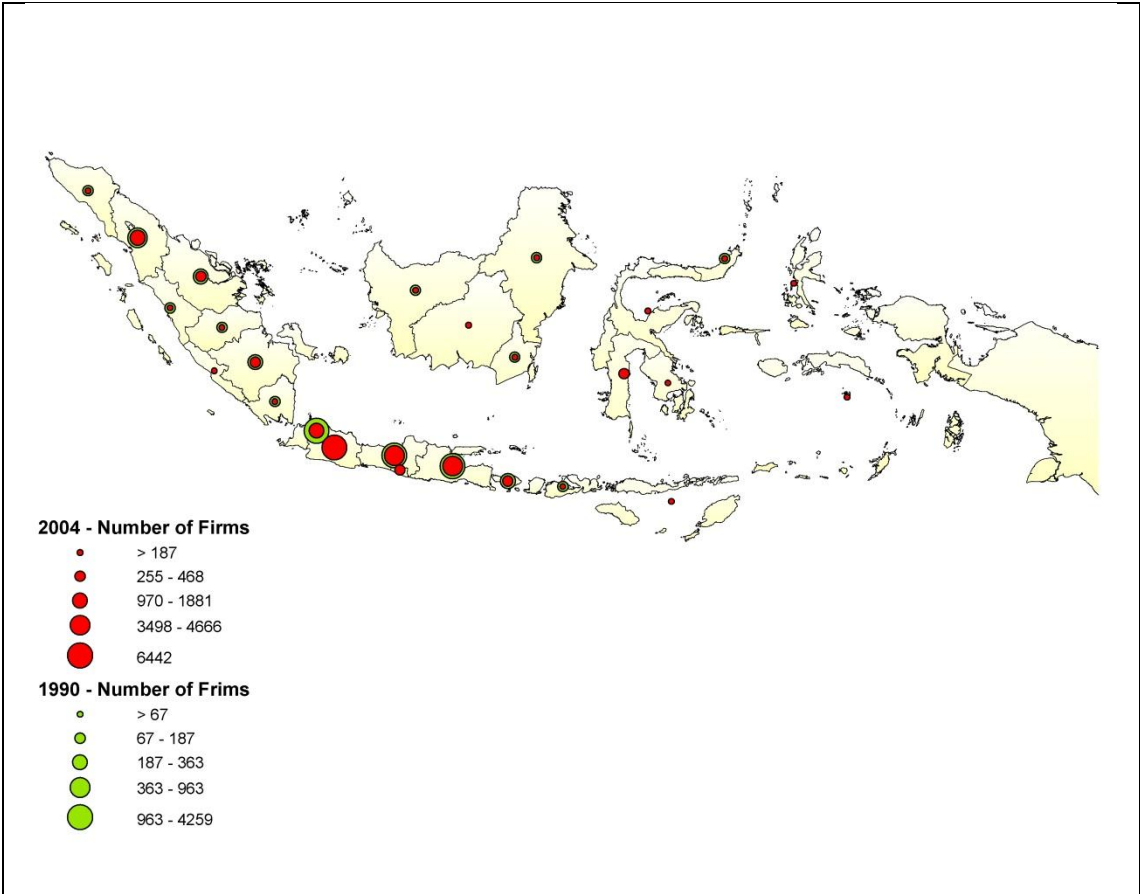 2004 - Number of Firms
> 187
255 - 468
970 - 1881
3498 - 4666
6442
1990 - Number of Frims
> 67
67 - 187
187 - 363
363 - 963
963 - 4259